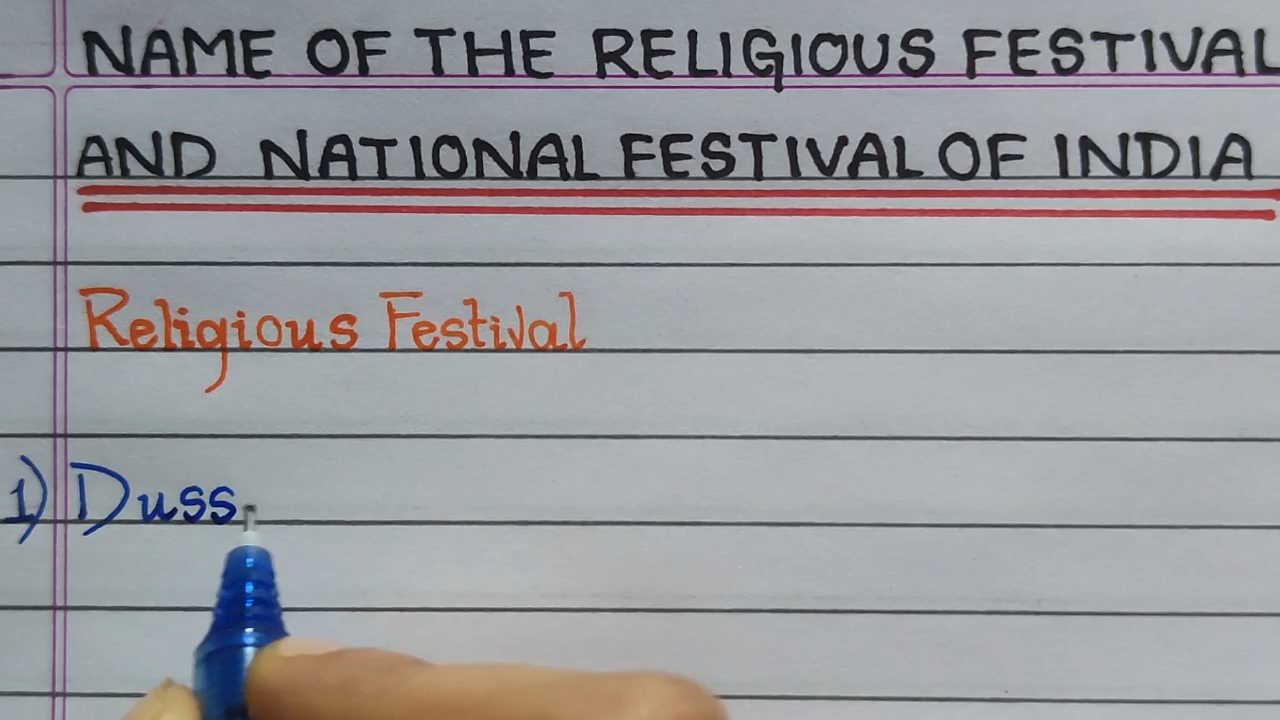 NAME OF THE RELIGIOUS FESTIVAL
AND NATIONAL FESTIVAL OF INDIA
Religious Festival
1) Duss